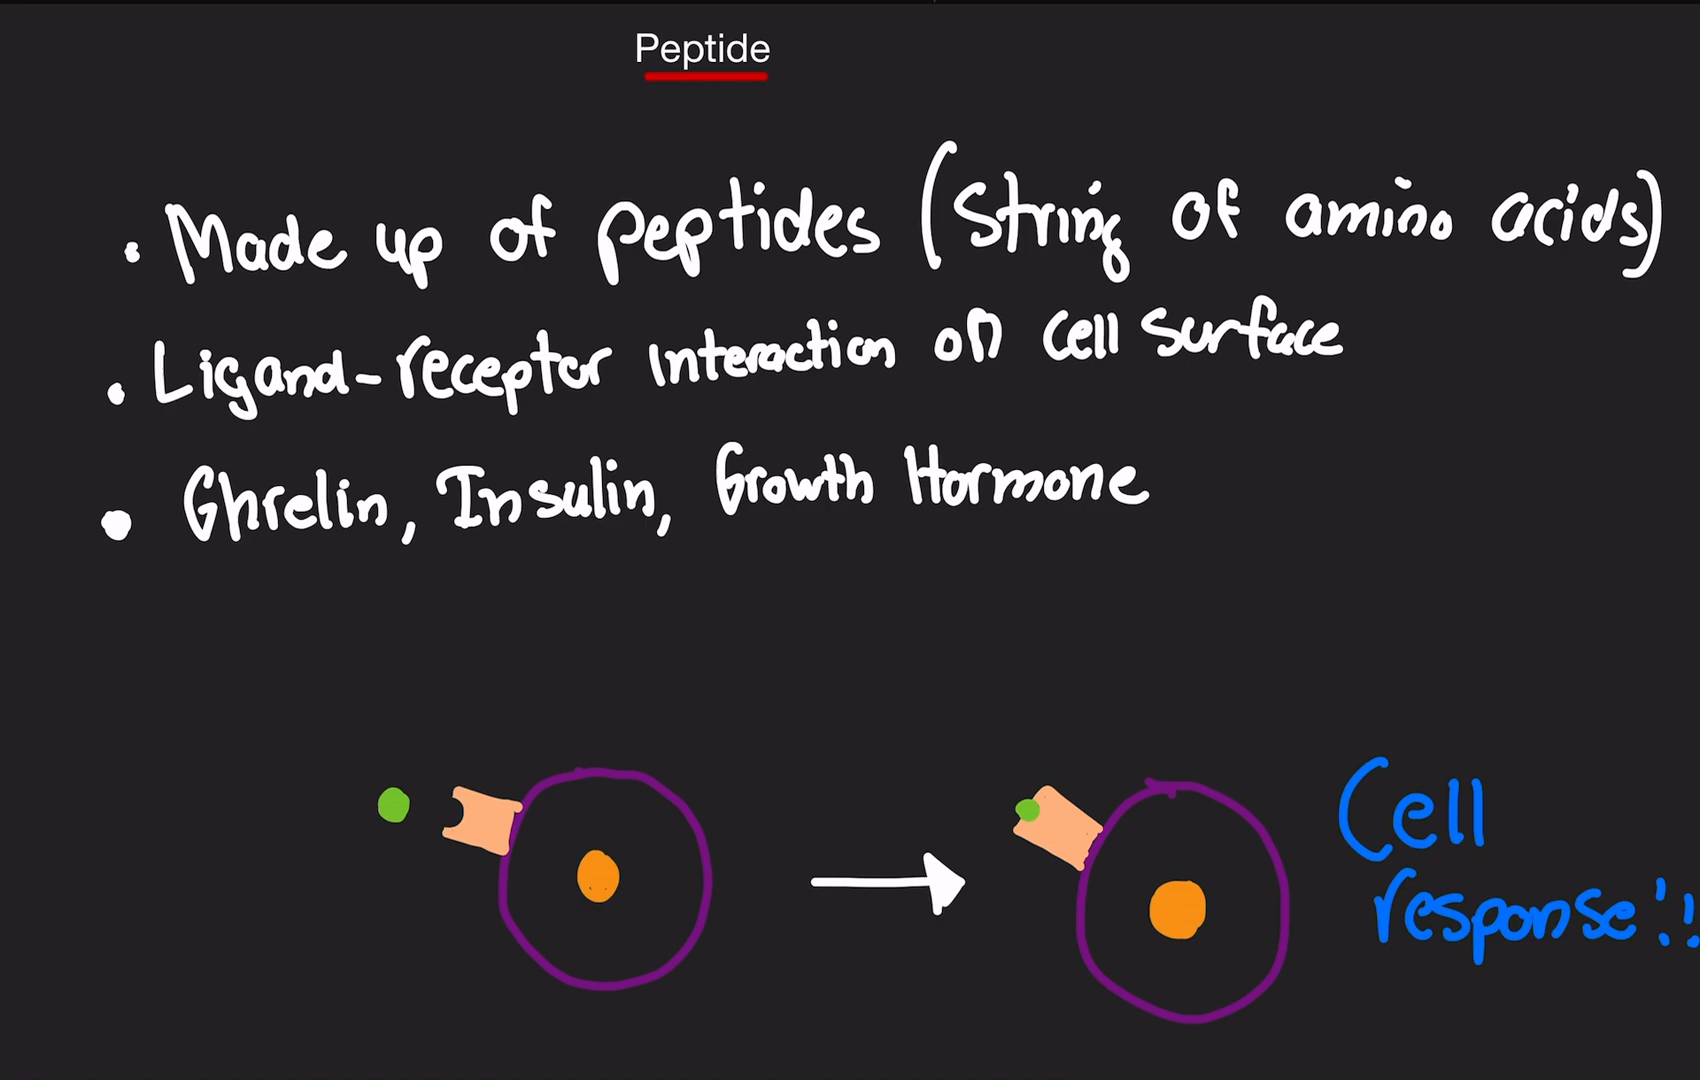 Peptide
• Made up of peptides (String of amino acids)
• Ligand-receptor interaction on cell surface
• Ghrelin, Insulin, Growth Hormone
Cell
response!!